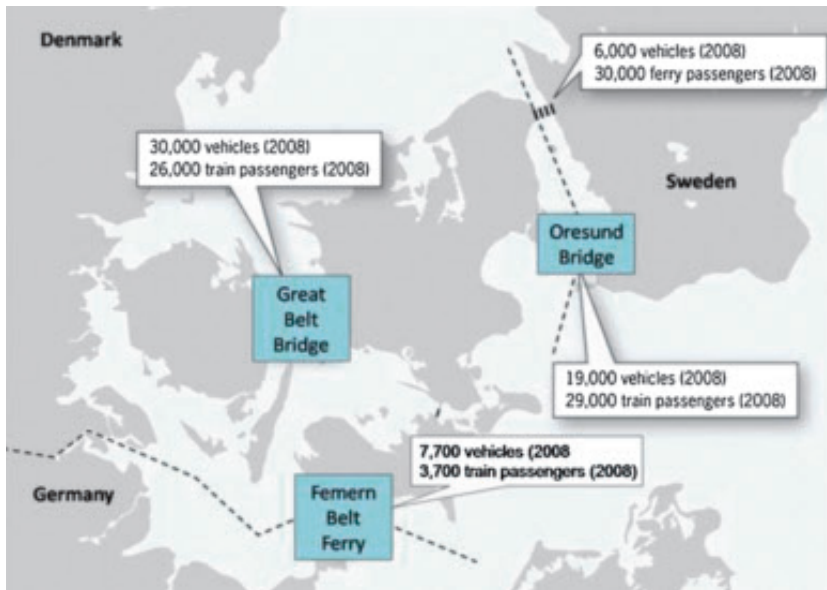 Denmark
6,000 vehicles (2008)
30,000 ferry passengers (2008)
30,000 vehicles (2008)
26,000 train passengers (2008)
Sweden
Oresund
Bridge
Great
Belt
Bridge
19,000 vehicles (2008)
29,000 train passengers (2008)
7,700 vehicles (2008
3,700 train passengers (2008)
Germany
Femern
Belt
Ferry